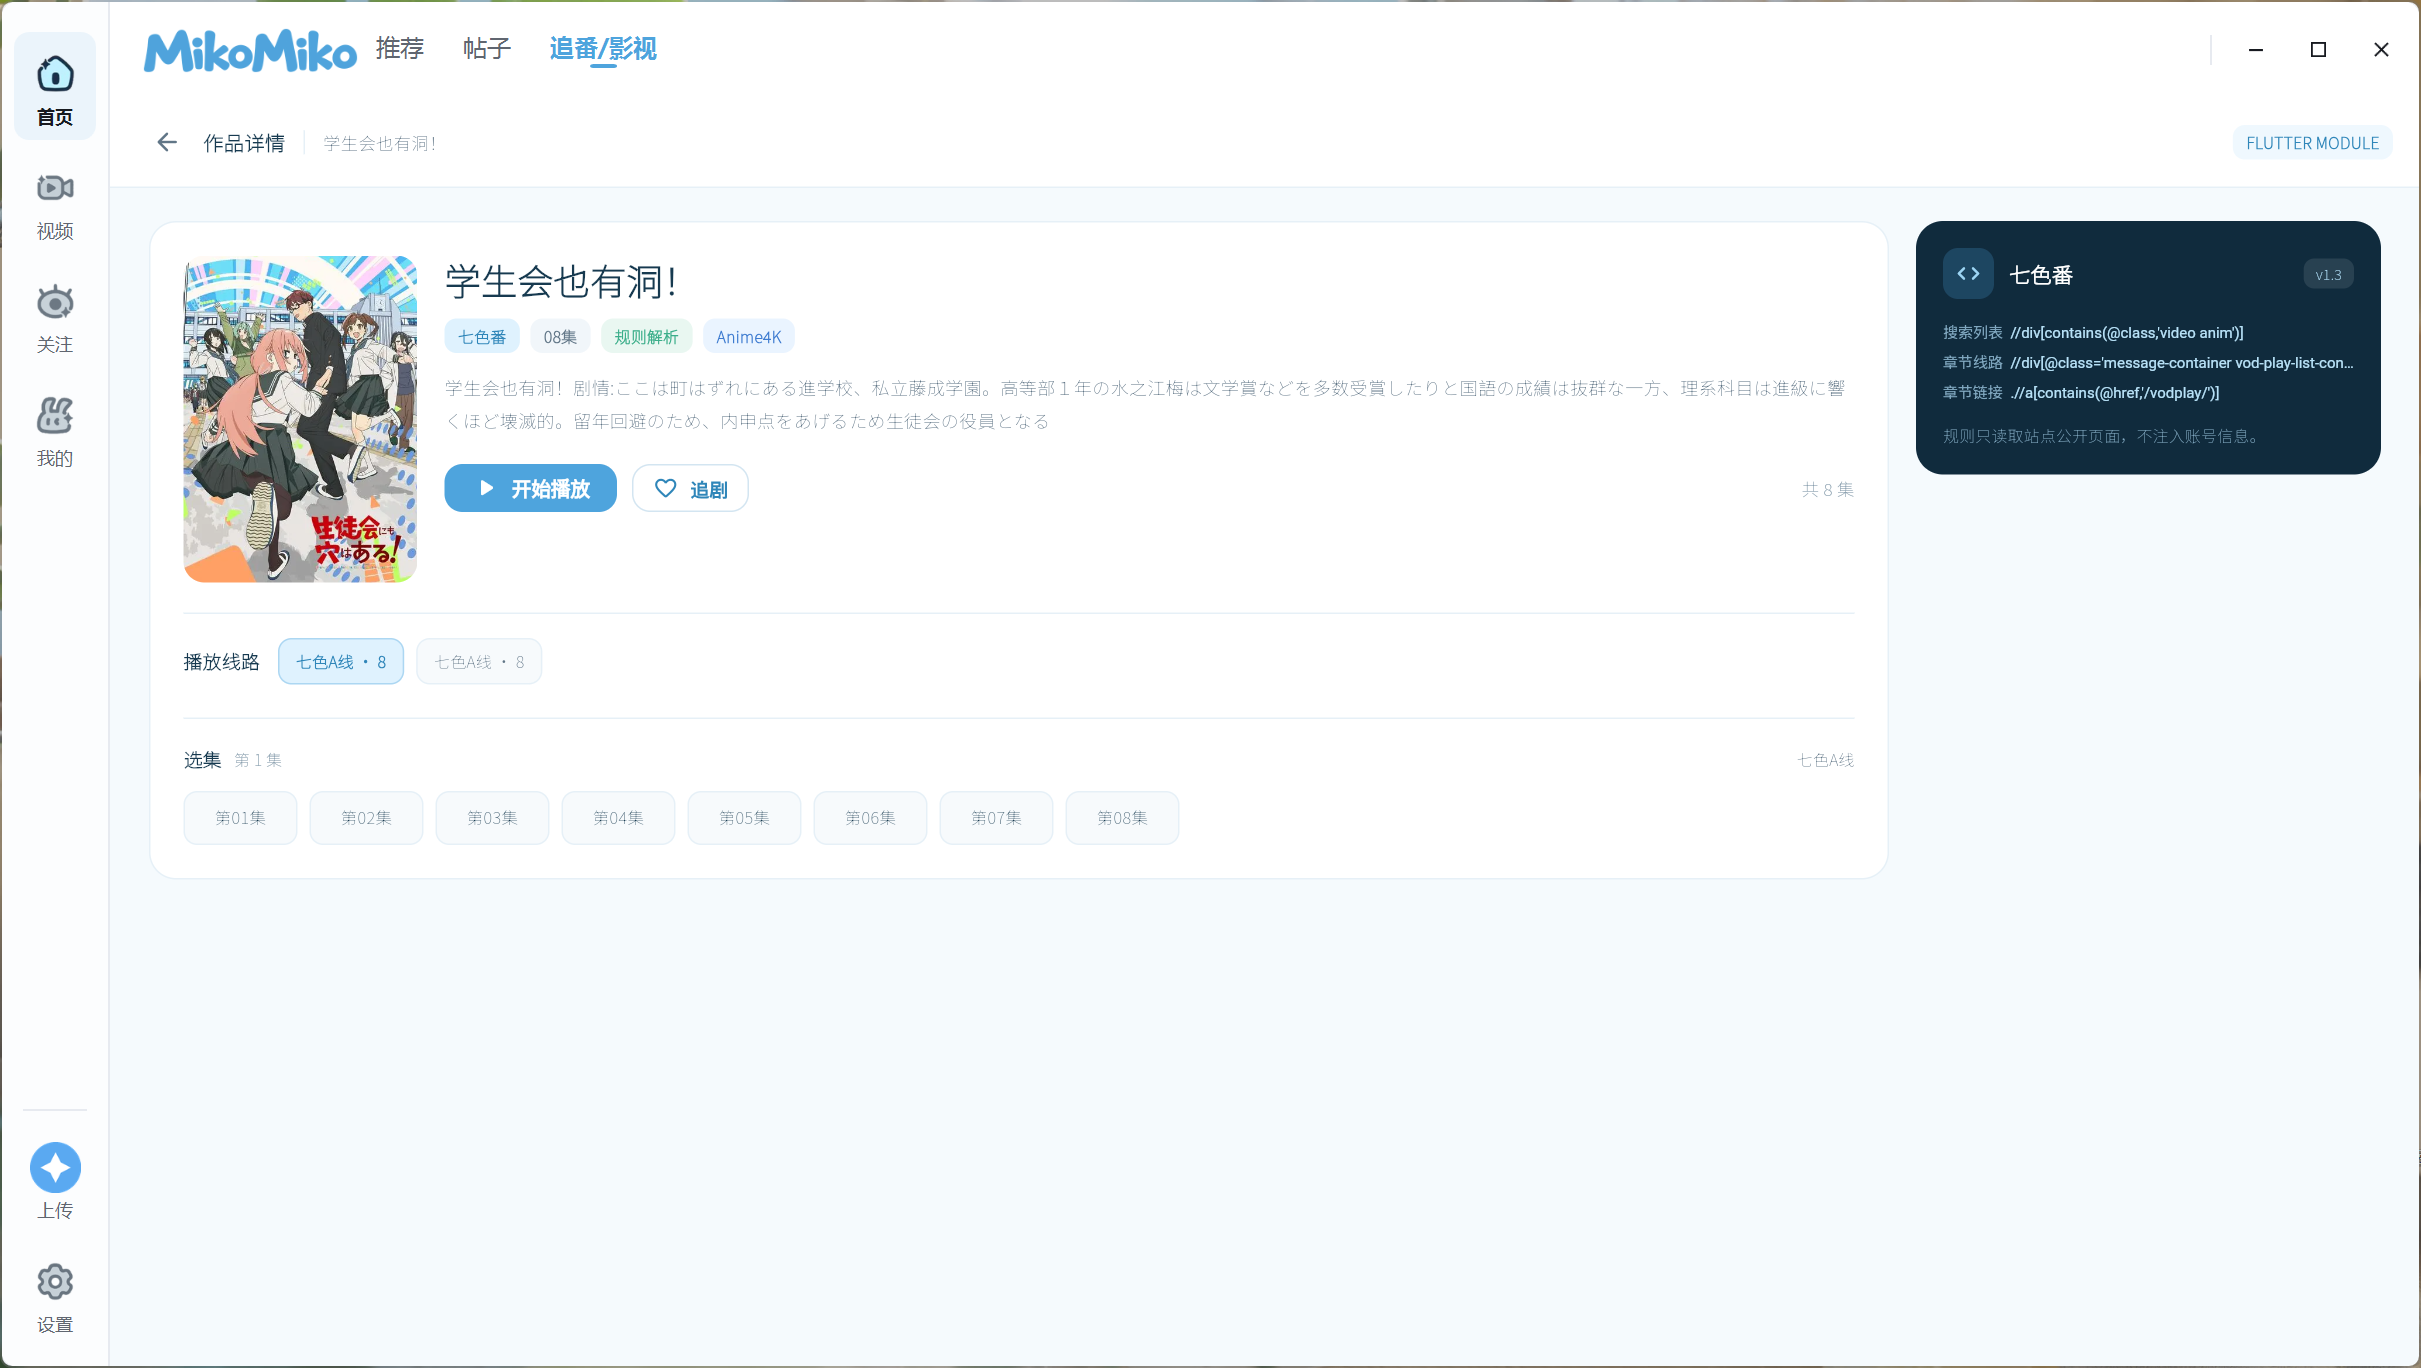 MikoMiko 推荐 帖子 追番/影视
首页
视频
关注
我的
上传
设置
作品详情 学生会也有洞！
FLUTTER MODULE
学生会也有洞！
七色番 08集 规则解析 Anime4K
学生会也有洞！剧情:ここは町はずれにある進学校、私立藤成学園。高等部１年の水之江梅は文学賞などを多数受賞したりと国語の成績は抜群な一方、理系科目は進級に響
くほど壊滅的。留年回避のため、内申点をあげるため生徒会の役員となる
开始播放 追剧
共 8 集
生徒会にも
穴はある！
播放线路 七色A线 · 8 七色A线 · 8
选集 第 1 集
七色A线
第01集 第02集 第03集 第04集 第05集 第06集 第07集 第08集
七色番 v1.3
搜索列表 //div[contains(@class,'video anim')]
章节线路 //div[@class='message-container vod-play-list-con...
章节链接 .//a[contains(@href,'/vodplay/')]
规则只读取站点公开页面，不注入账号信息。